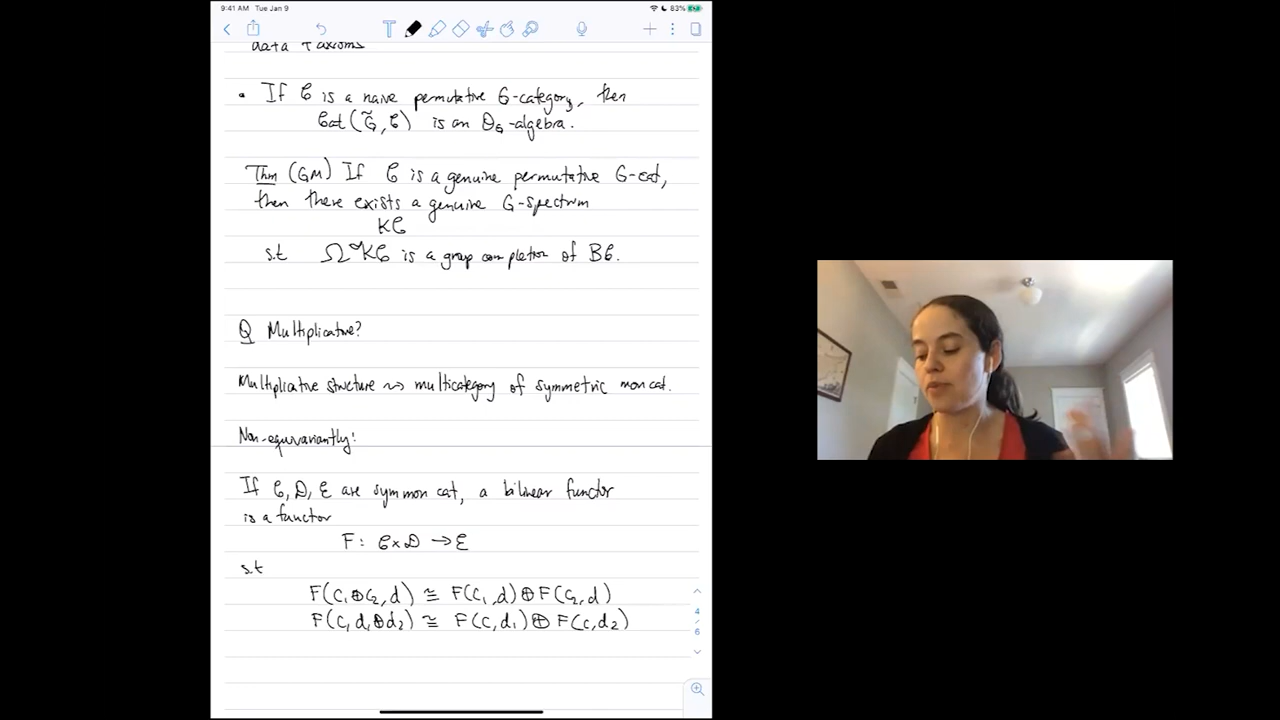 9:41 AM Tue Jan 9
83%
data + axioms
• If C is a naive permutative G-category, then
Cat(G̃, C) is an O_G-algebra.
Thm (GM) If C is a genuine permutative G-cat,
then there exists a genuine G-spectrum
KC
s.t Ω^∞KC is a group completion of BC.
Q Multiplicative?
Multiplicative structure ⇝ multicategory of symmetric mon cat.
Non-equivariantly:
If C, D, E are sym mon cat, a bilinear functor
is a functor
F: C×D → E
s.t
F(c₁⊕c₂, d) ≅ F(c₁, d) ⊕ F(c₂, d)
F(c, d₁⊕d₂) ≅ F(c, d₁) ⊕ F(c, d₂)
4
/
6